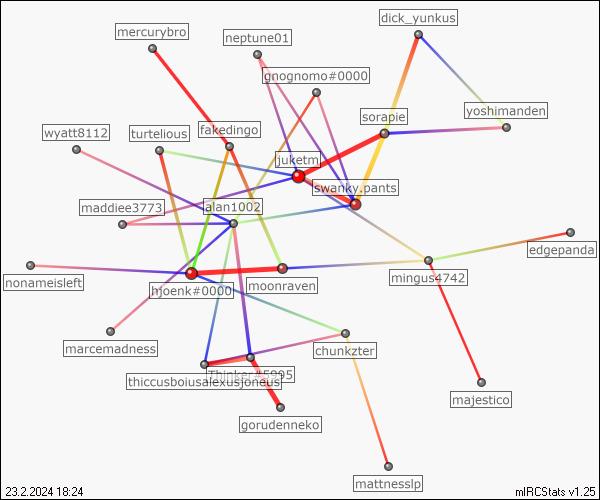 dick_yunkus
mercurybro
neptune01
gnognomo#0000
sorapie
yoshimanden
wyatt8112
turtelious
fakedingo
juketm
swanky.pants
maddiee3773
alan1002
edgepanda
nonameisleft
hjoenk#0000
moonraven
mingus4742
marcemadness
chunkzter
Thinker#5995
thiccusboiusalexusjoneus
majestico
gorudenneko
mattnesslp
23.2.2024 18:24
mIRCStats v1.25